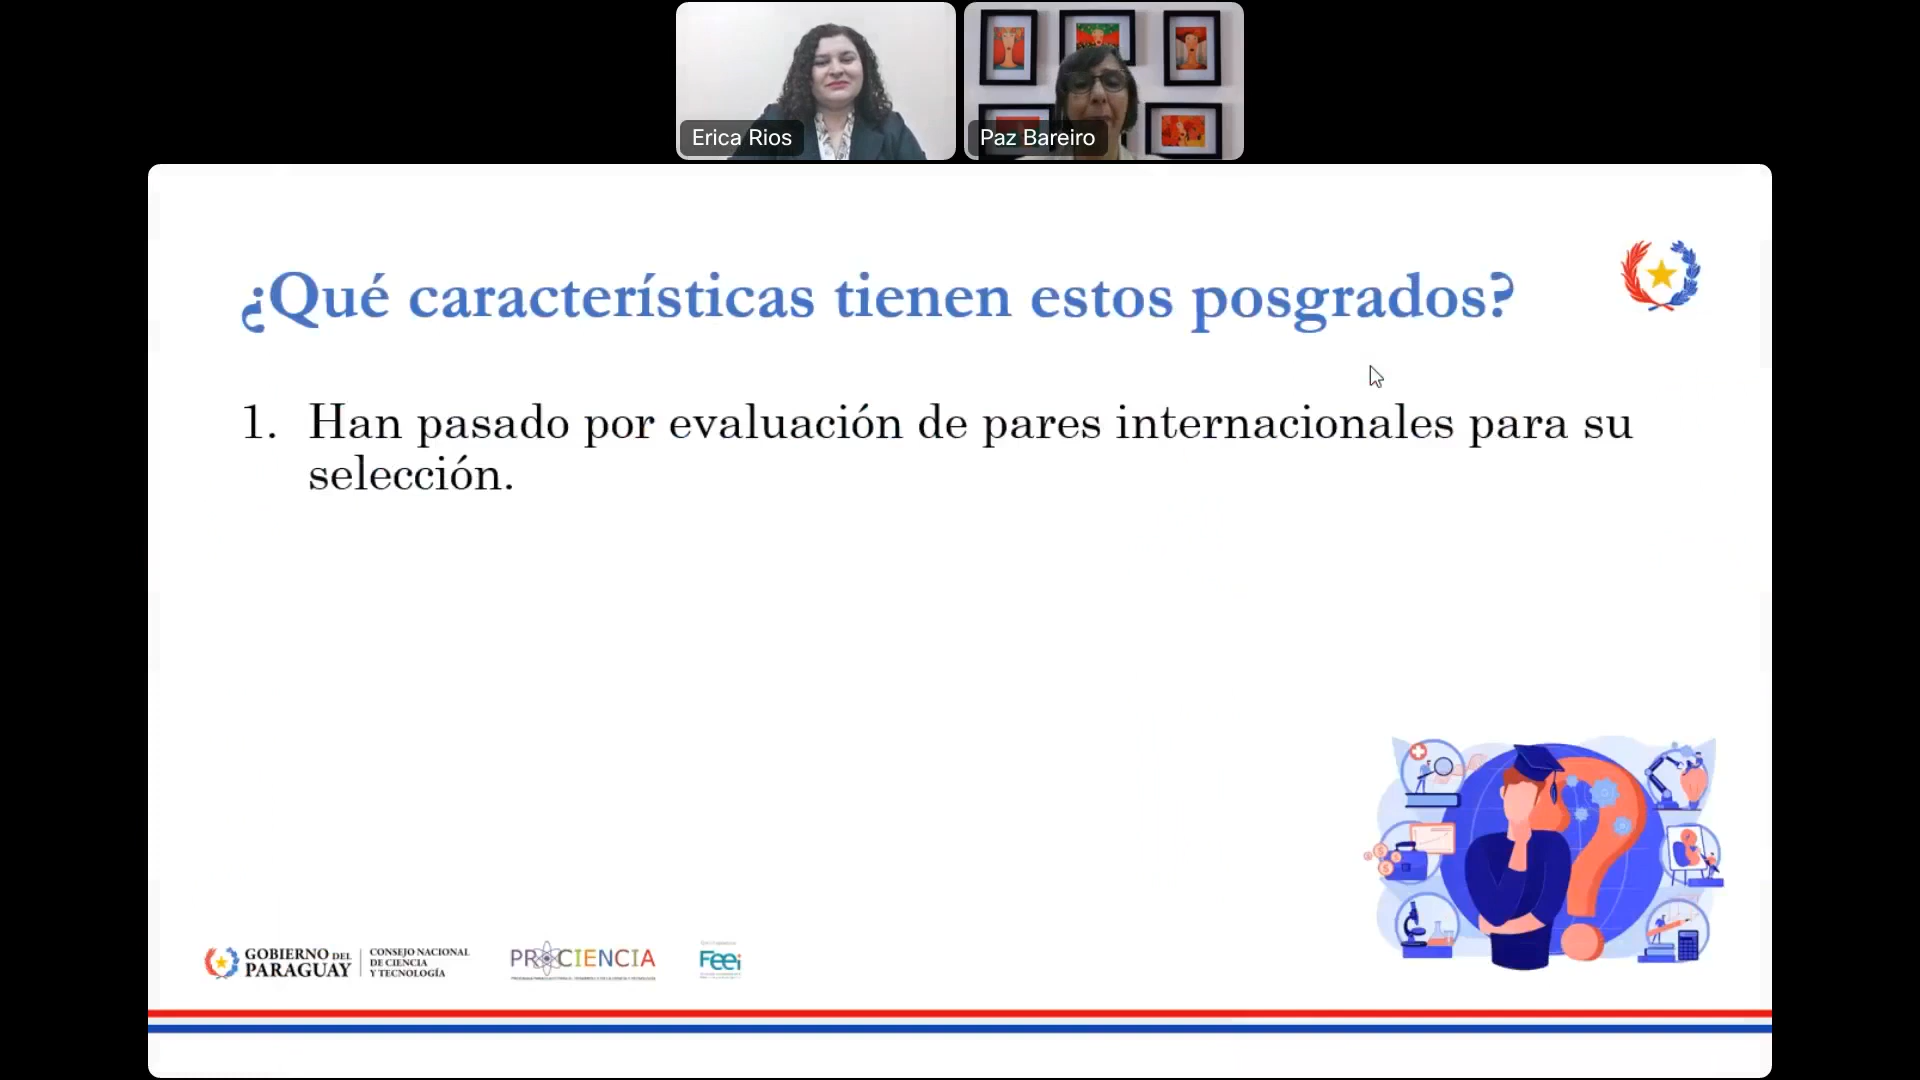 Erica Rios
Paz Bareiro
¿Qué características tienen estos posgrados?
1. Han pasado por evaluación de pares internacionales para su
selección.
GOBIERNO DEL
PARAGUAY
CONSEJO NACIONAL
DE CIENCIA
Y TECNOLOGÍA
PROCIENCIA
Feei